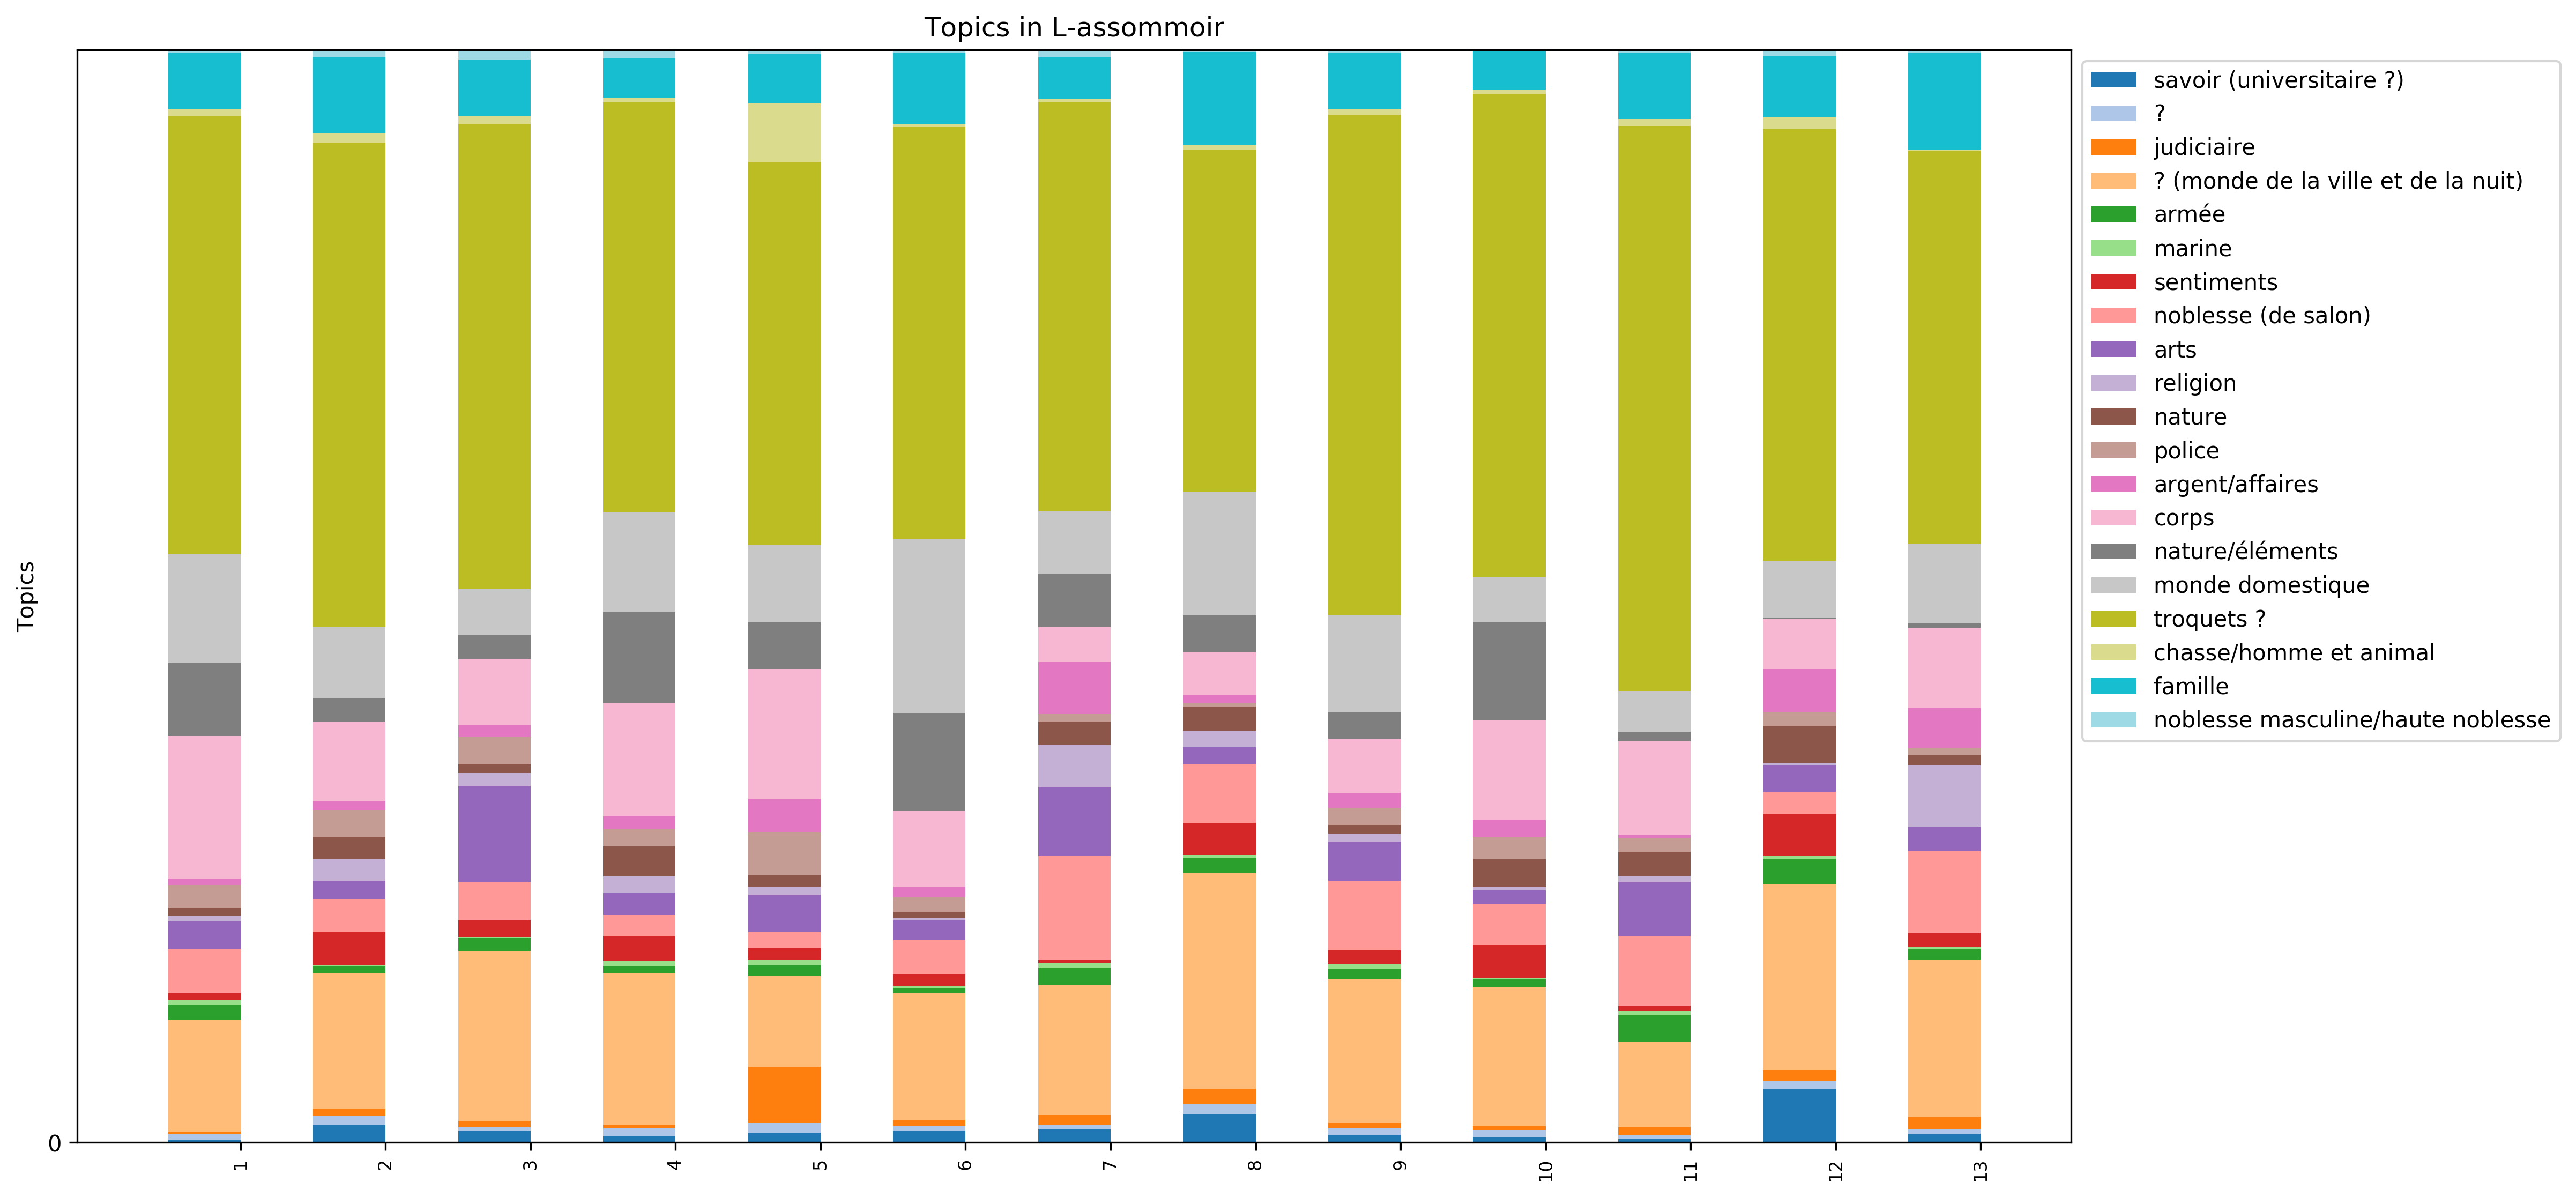 Topics in L-assommoir
Topics
0
1
2
3
4
5
6
7
8
9
10
11
12
13
savoir (universitaire ?)
?
judiciaire
? (monde de la ville et de la nuit)
armée
marine
sentiments
noblesse (de salon)
arts
religion
nature
police
argent/affaires
corps
nature/éléments
monde domestique
troquets ?
chasse/homme et animal
famille
noblesse masculine/haute noblesse